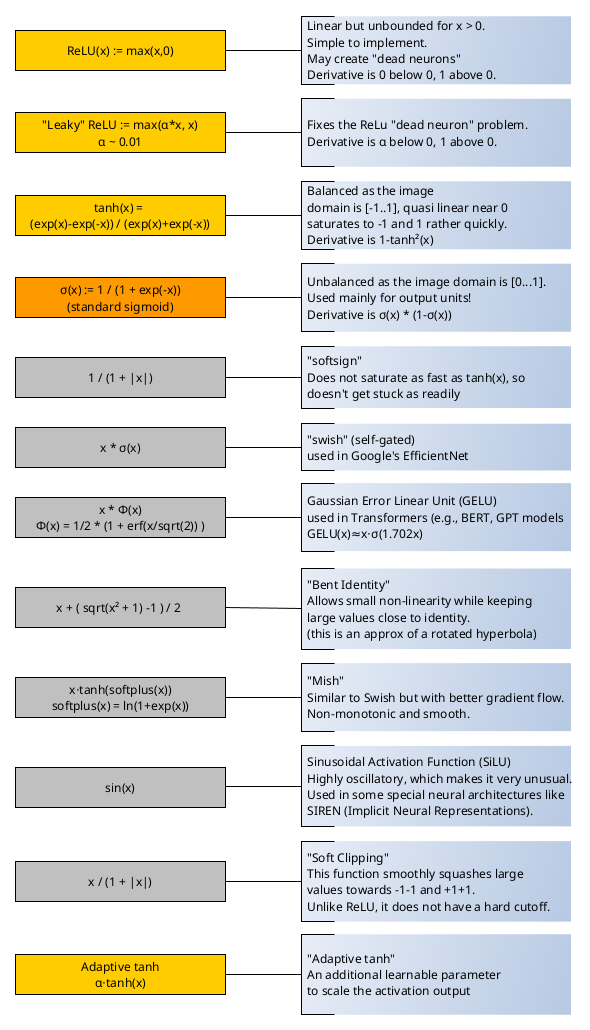 ReLU(x) := max(x,0)
Linear but unbounded for x > 0.
Simple to implement.
May create "dead neurons"
Derivative is 0 below 0, 1 above 0.
"Leaky" ReLU := max(α*x, x)
α ~ 0.01
Fixes the ReLu "dead neuron" problem.
Derivative is α below 0, 1 above 0.
tanh(x) =
(exp(x)-exp(-x)) / (exp(x)+exp(-x))
Balanced as the image
domain is [-1..1], quasi linear near 0
saturates to -1 and 1 rather quickly.
Derivative is 1-tanh²(x)
σ(x) := 1 / (1 + exp(-x))
(standard sigmoid)
Unbalanced as the image domain is [0...1].
Used mainly for output units!
Derivative is σ(x) * (1-σ(x))
1 / (1 + |x|)
"softsign"
Does not saturate as fast as tanh(x), so
doesn't get stuck as readily
x * σ(x)
"swish" (self-gated)
used in Google's EfficientNet
x * Φ(x)
Φ(x) = 1/2 * (1 + erf(x/sqrt(2)) )
Gaussian Error Linear Unit (GELU)
used in Transformers (e.g., BERT, GPT models
GELU(x)≈x⋅σ(1.702x)
x + ( sqrt(x² + 1) -1 ) / 2
"Bent Identity"
Allows small non-linearity while keeping
large values close to identity.
(this is an approx of a rotated hyperbola)
x⋅tanh(softplus(x))
softplus(x) = ln(1+exp(x))
"Mish"
Similar to Swish but with better gradient flow.
Non-monotonic and smooth.
sin(x)
Sinusoidal Activation Function (SiLU)
Highly oscillatory, which makes it very unusual.
Used in some special neural architectures like
SIREN (Implicit Neural Representations).
x / (1 + |x|)
"Soft Clipping"
This function smoothly squashes large
values towards -1-1 and +1+1.
Unlike ReLU, it does not have a hard cutoff.
Adaptive tanh
α⋅tanh(x)
"Adaptive tanh"
An additional learnable parameter
to scale the activation output